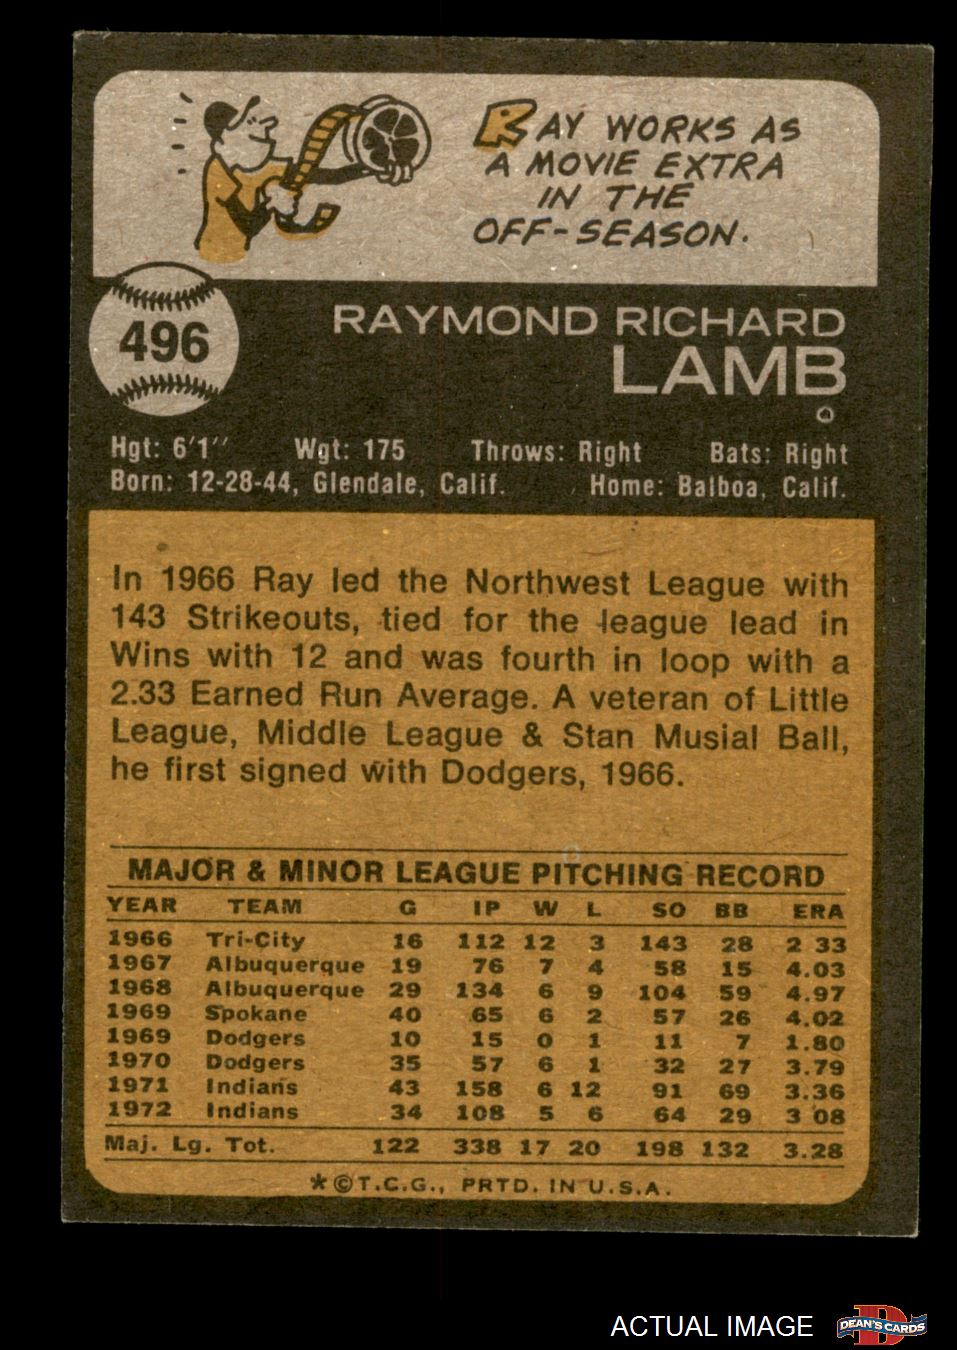 RAY WORKS AS
A MOVIE EXTRA
IN THE
OFF-SEASON.
496
RAYMOND RICHARD
LAMB
Hgt: 6'1" Wgt: 175 Throws: Right Bats: Right
Born: 12-28-44, Glendale, Calif. Home: Balboa, Calif.
In 1966 Ray led the Northwest League with
143 Strikeouts, tied for the league lead in
Wins with 12 and was fourth in loop with a
2.33 Earned Run Average. A veteran of Little
League, Middle League & Stan Musial Ball,
he first signed with Dodgers, 1966.
MAJOR & MINOR LEAGUE PITCHING RECORD
YEAR TEAM G IP W L SO BB ERA
1966 Tri-City 16 112 12 3 143 28 2 33
1967 Albuquerque 19 76 7 4 58 15 4.03
1968 Albuquerque 29 134 6 9 104 59 4.97
1969 Spokane 40 65 6 2 57 26 4.02
1969 Dodgers 10 15 0 1 11 7 1.80
1970 Dodgers 35 57 6 1 32 27 3.79
1971 Indians 43 158 6 12 91 69 3.36
1972 Indians 34 108 5 6 64 29 3 08
Maj. Lg. Tot. 122 338 17 20 198 132 3.28
*©T.C.G., PRTD. IN U.S.A.
ACTUAL IMAGE DEAN'S CARDS